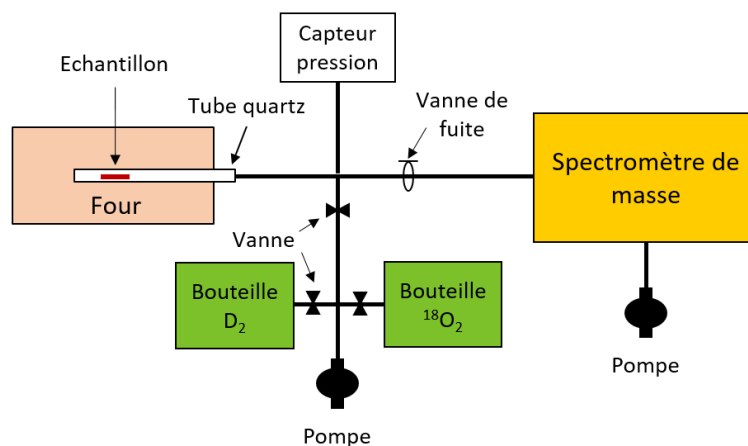 Capteur
pression
Echantillon
Tube quartz
Vanne de
fuite
Spectromètre de
masse
Four
Vanne
Bouteille
D₂
Bouteille
¹⁸O₂
Pompe
Pompe